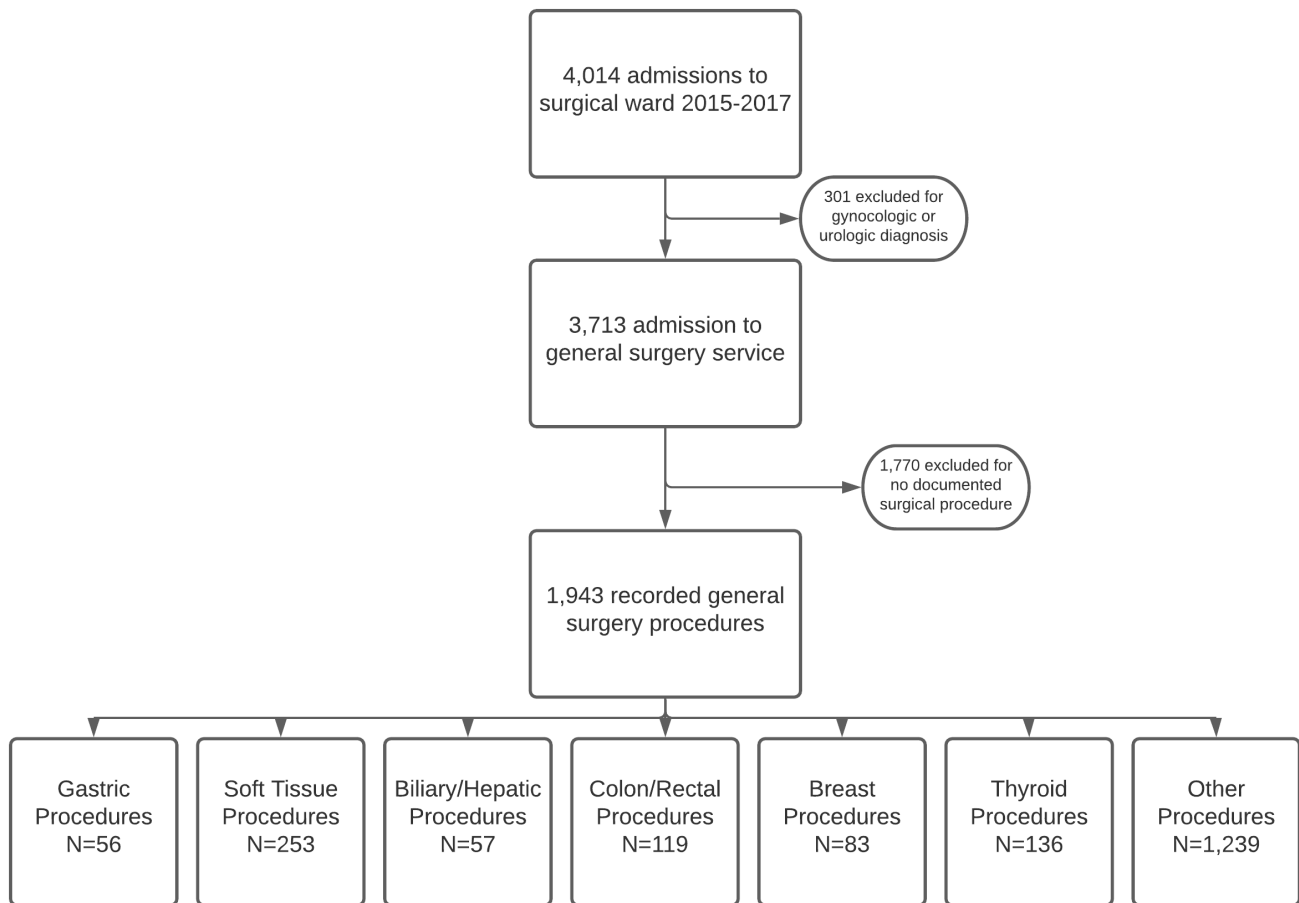 4,014 admissions to
surgical ward 2015-2017
301 excluded for
gynocologic or
urologic diagnosis
3,713 admission to
general surgery service
1,770 excluded for
no documented
surgical procedure
1,943 recorded general
surgery procedures
Gastric
Procedures
N=56
Soft Tissue
Procedures
N=253
Biliary/Hepatic
Procedures
N=57
Colon/Rectal
Procedures
N=119
Breast
Procedures
N=83
Thyroid
Procedures
N=136
Other
Procedures
N=1,239